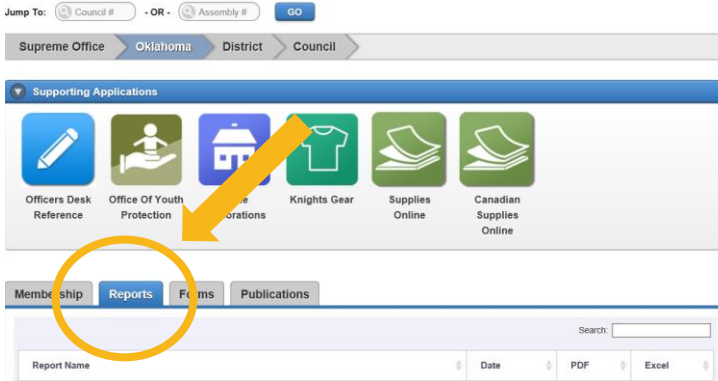 Jump To: Council # - OR - Assembly # GO
Supreme Office Oklahoma District Council
Supporting Applications
Officers Desk Office Of Youth Knights Gear Supplies Canadian
Reference Protection Online Supplies
Online
Membership Reports Forms Publications
Search:
Report Name Date PDF Excel